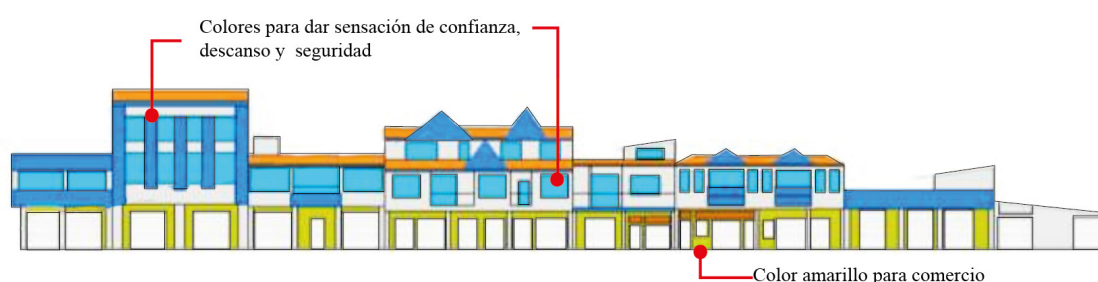 Colores para dar sensación de confianza,
descanso y seguridad
Color amarillo para comercio